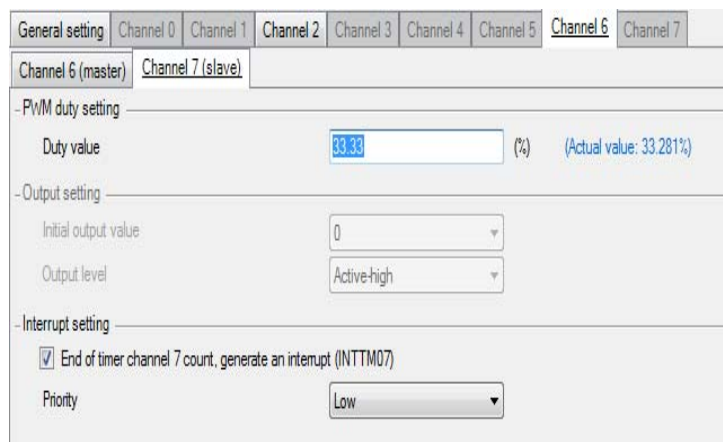 General setting Channel 0 Channel 1 Channel 2 Channel 3 Channel 4 Channel 5 Channel 6 Channel 7
Channel 6 (master) Channel 7 (slave)
PWM duty setting
Duty value 33.33 (%) (Actual value: 33.281%)
Output setting
Initial output value 0
Output level Active-high
Interrupt setting
End of timer channel 7 count, generate an interrupt (INTTM07)
Priority Low